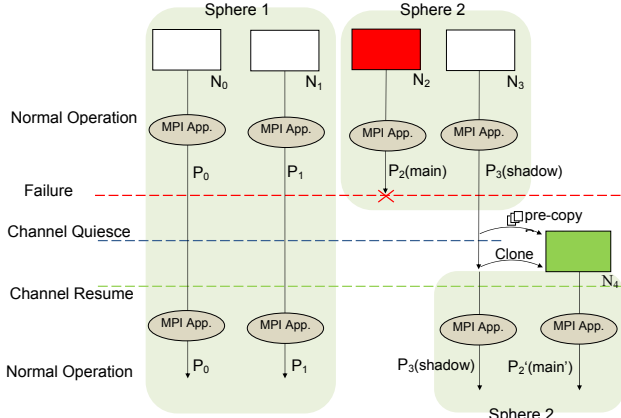 Sphere 1
Sphere 2
N0
N1
N2
N3
Normal Operation
MPI App.
MPI App.
MPI App.
MPI App.
P0
P1
P2(main)
P3(shadow)
Failure
pre-copy
Channel Quiesce
Clone
N4
Channel Resume
MPI App.
MPI App.
MPI App.
MPI App.
Normal Operation
P0
P1
P3(shadow)
P2'(main')
Sphere 2